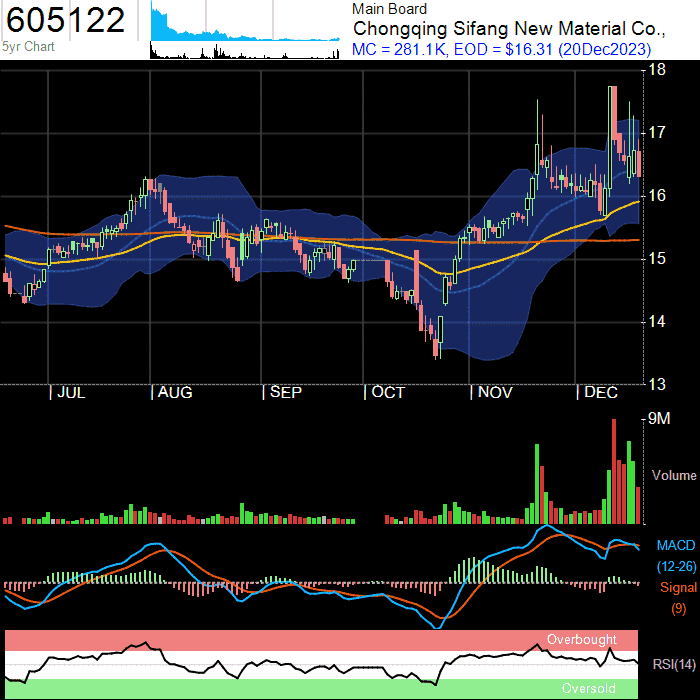 605122
5yr Chart
Main Board
Chongqing Sifang New Material Co.,
MC = 281.1K, EOD = $16.31 (20Dec2023)
18
17
16
15
14
13
JUL AUG SEP OCT NOV DEC
9M
Volume
MACD
(12-26)
Signal
(9)
Overbought
RSI(14)
Oversold